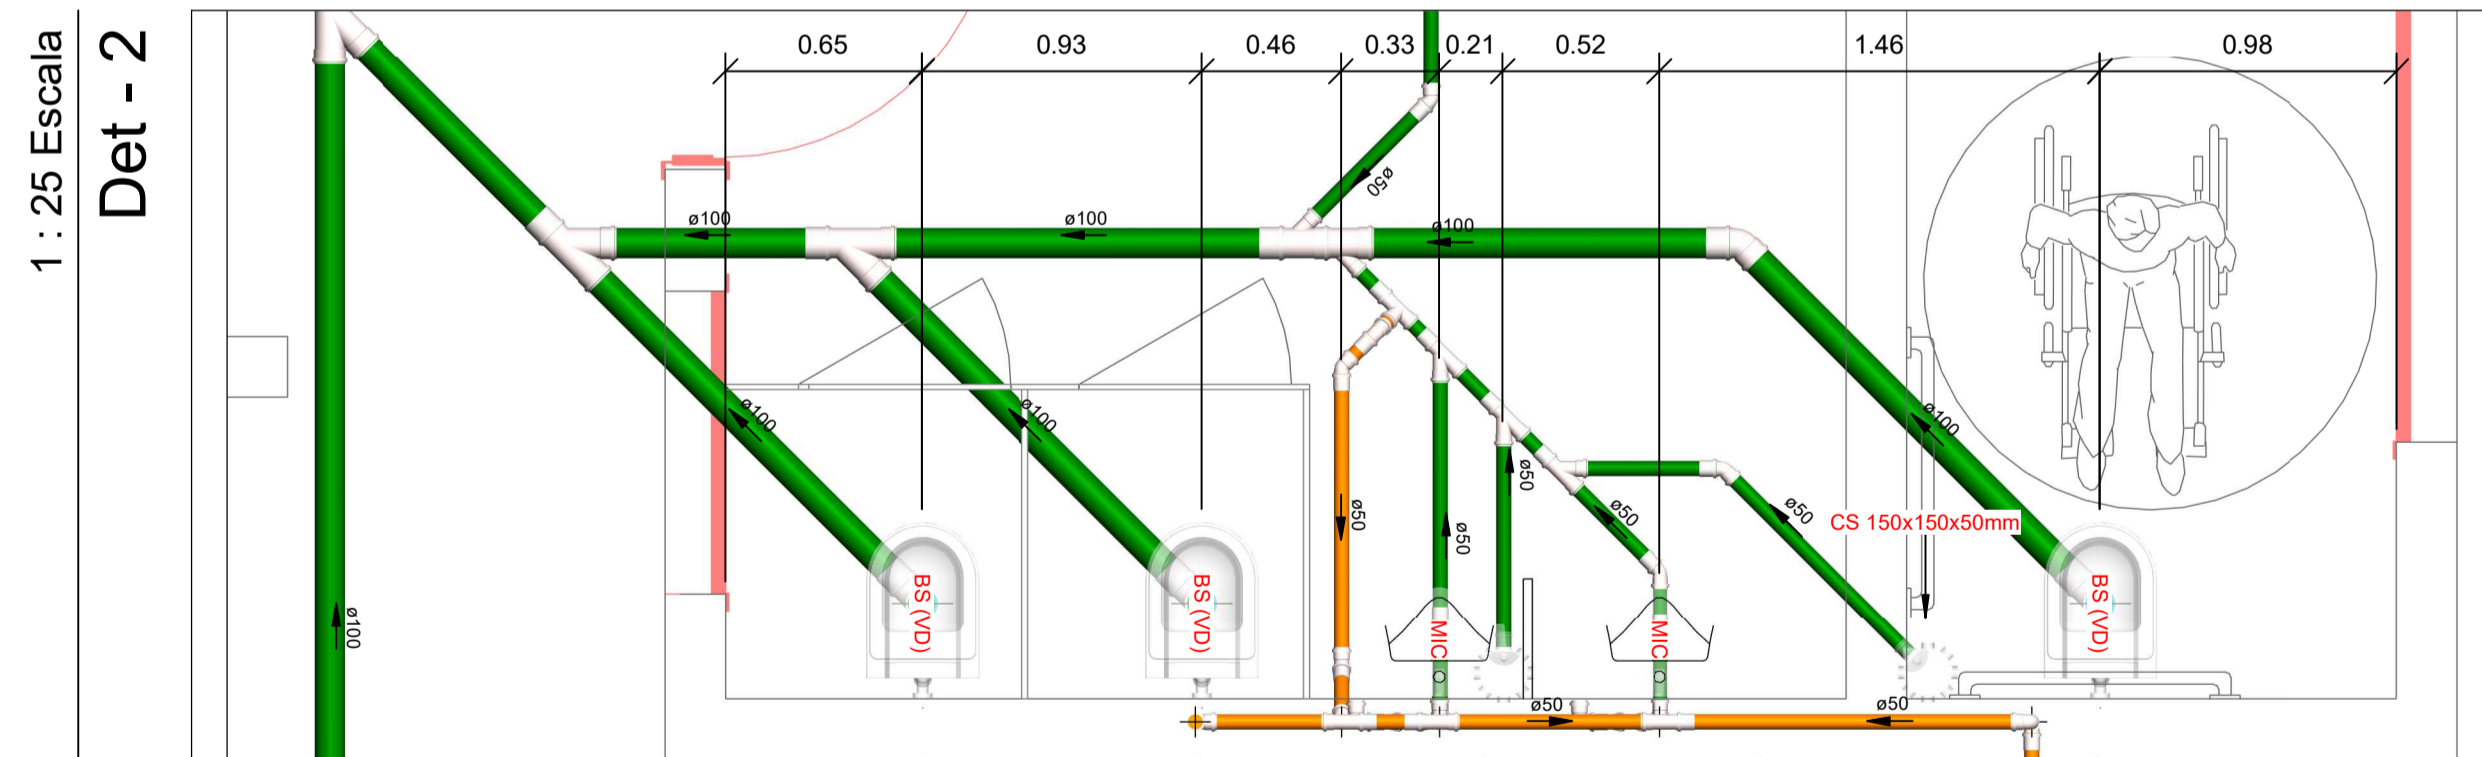 1 : 25 Escala
Det - 2
0.65
0.93
0.46
0.33
0.21
0.52
1.46
0.98
ø50
ø100
ø100
ø100
ø100
ø100
ø100
ø50
ø50
ø50
ø50
ø50
CS 150x150x50mm
BS (VD)
BS (VD)
BS (VD)
MIC
MIC
ø100
ø50
ø50